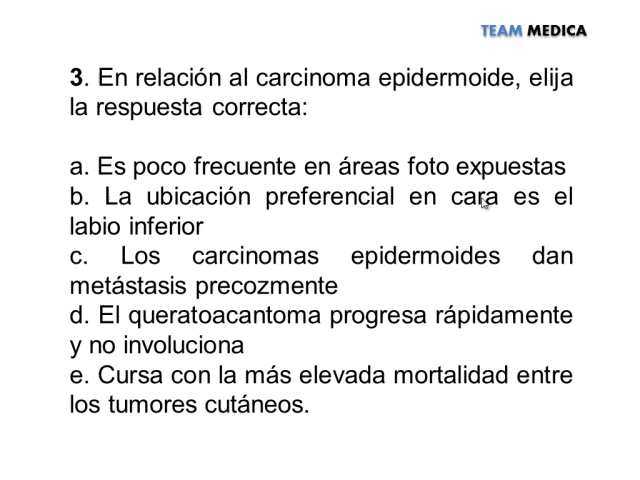 TEAM MEDICA
3. En relación al carcinoma epidermoide, elija
la respuesta correcta:
a. Es poco frecuente en áreas foto expuestas
b. La ubicación preferencial en cara es el
labio inferior
c. Los carcinomas epidermoides dan
metástasis precozmente
d. El queratoacantoma progresa rápidamente
y no involuciona
e. Cursa con la más elevada mortalidad entre
los tumores cutáneos.